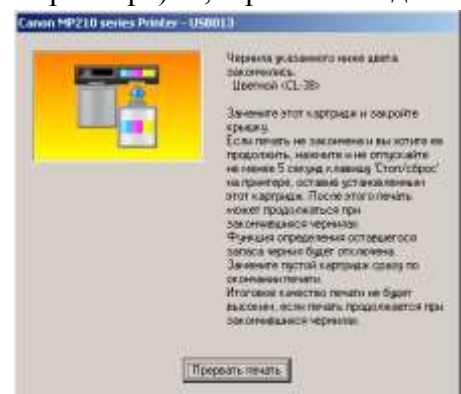 Canon MP210 series Printer - USB013
Чернила указанного ниже цвета
закончились.
Цветной (CL-38)
Замените этот картридж и закройте
крышку.
Если печать не закончена и вы хотите ее
продолжить, нажмите и не отпускайте
не менее 5 секунд клавишу 'Стоп/сброс'
на принтере, оставив установленным
этот картридж. После этого печать
может продолжаться при
закончившихся чернилах.
Функция определения оставшегося
запаса чернил будет отключена.
Замените пустой картридж сразу по
окончании печати.
Итоговое качество печати не будет
высоким, если печать продолжается при
закончившихся чернилах.
Прервать печать